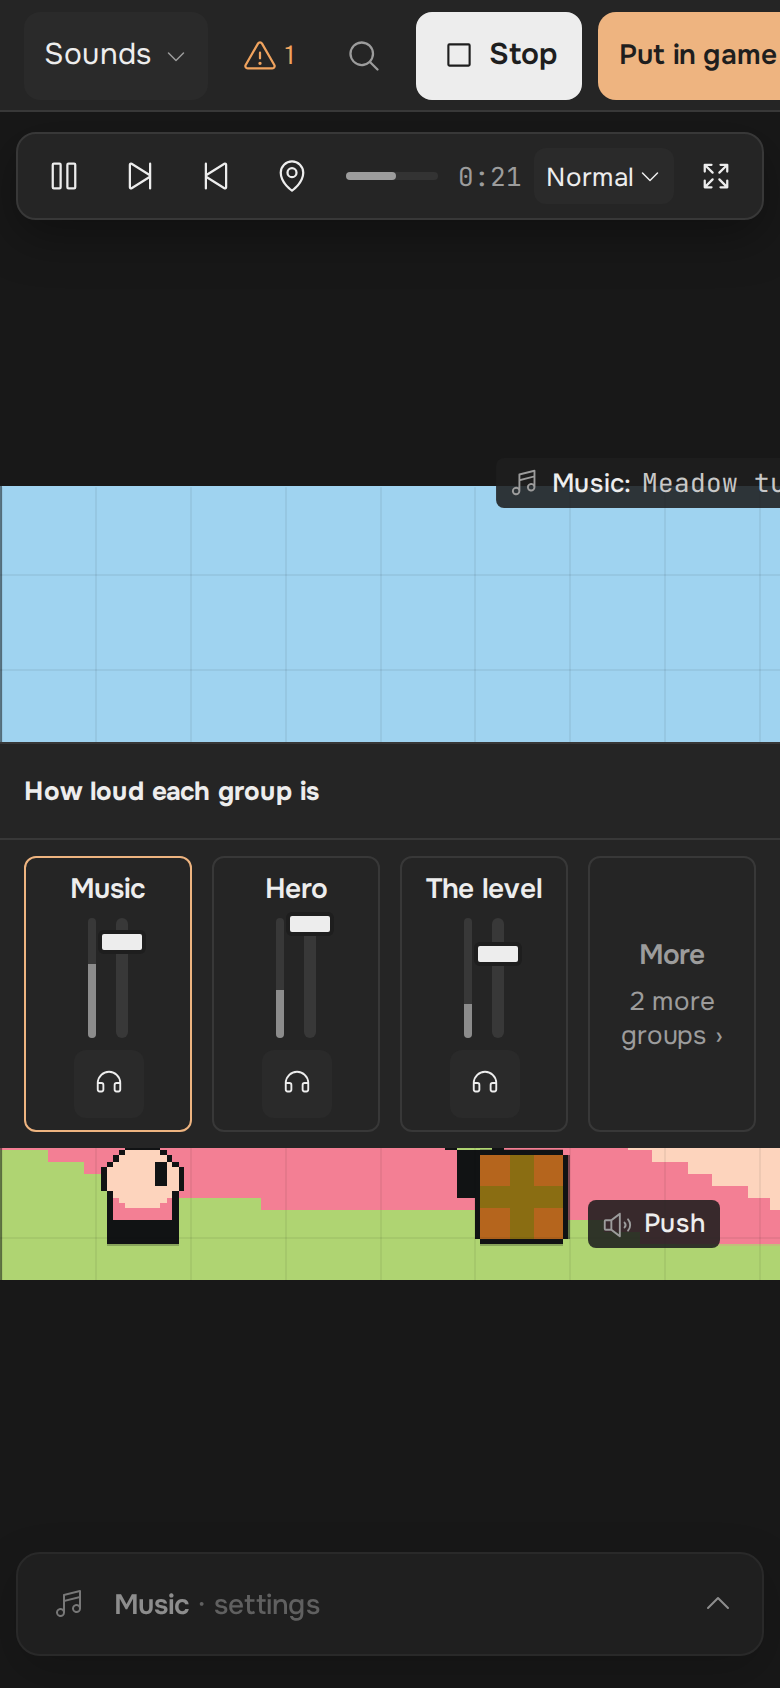 Sounds
1
Stop
Put in game
0:21
Normal
Music: Meadow tu
How loud each group is
Music
Hero
The level
More
2 more
groups ›
Push
Music · settings